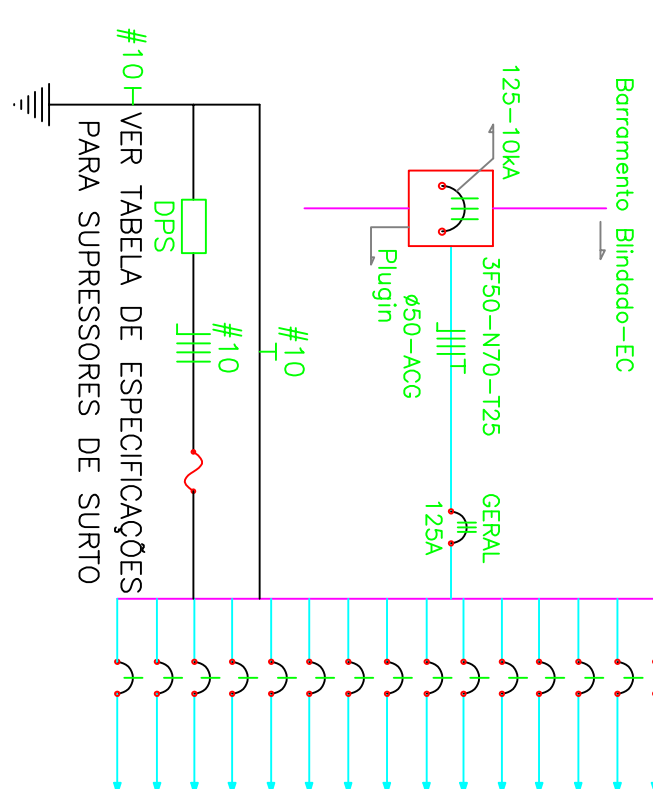 Barramento Blindado-EC
125-10kA
3F50-N70-T25
ø50-ACG
Plugin
GERAL
125A
#10
#10
DPS
#10
VER TABELA DE ESPECIFICAÇÕES
PARA SUPRESSORES DE SURTO